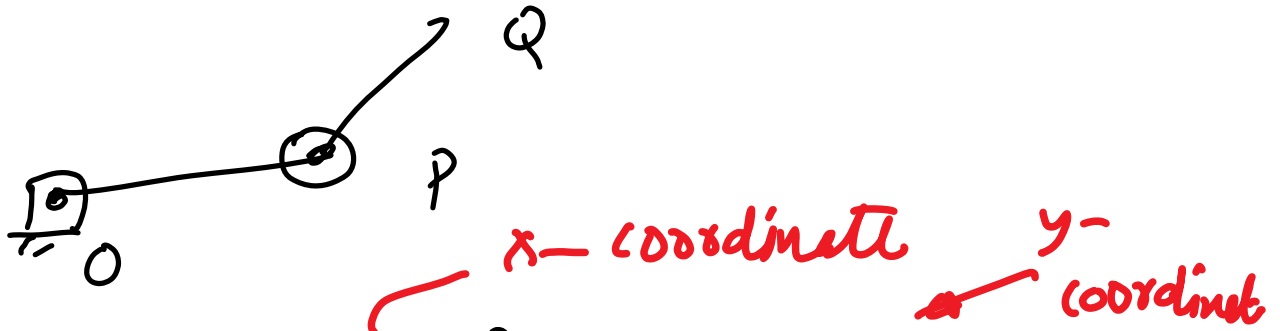 Q
P
O
x- coordinate
y-
coordinat